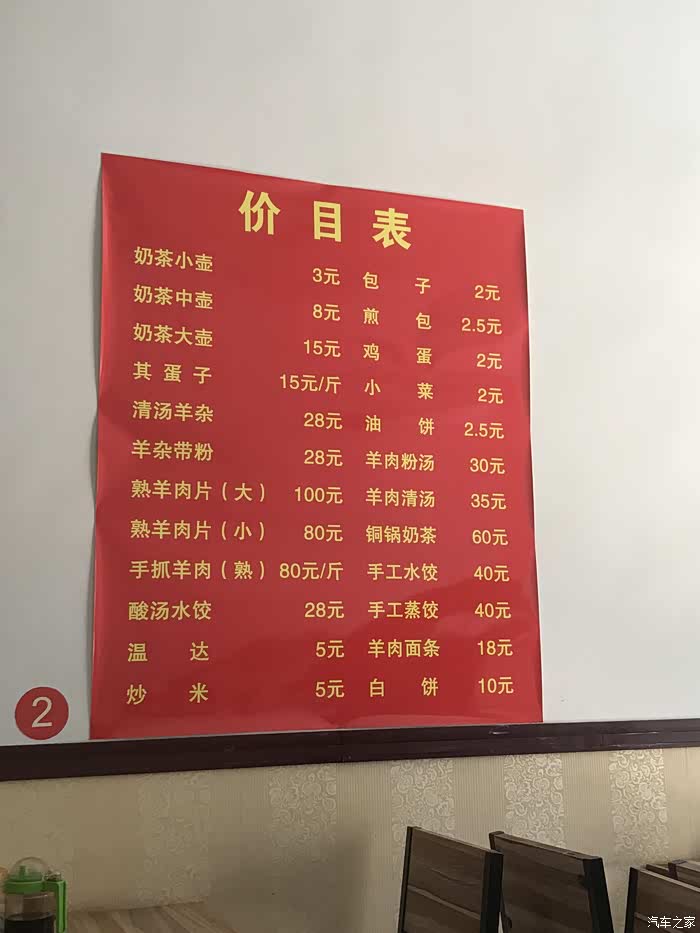 价目表
奶茶小壶 3元
奶茶中壶 8元
奶茶大壶 15元
其蛋子 15元/斤
清汤羊杂 28元
羊杂带粉 28元
熟羊肉片（大） 100元
熟羊肉片（小） 80元
手抓羊肉（熟） 80元/斤
酸汤水饺 28元
温达 5元
炒米 5元
包子 2元
煎包 2.5元
鸡蛋 2元
小菜 2元
油饼 2.5元
羊肉粉汤 30元
羊肉清汤 35元
铜锅奶茶 60元
手工水饺 40元
手工蒸饺 40元
羊肉面条 18元
白饼 10元
2
汽车之家